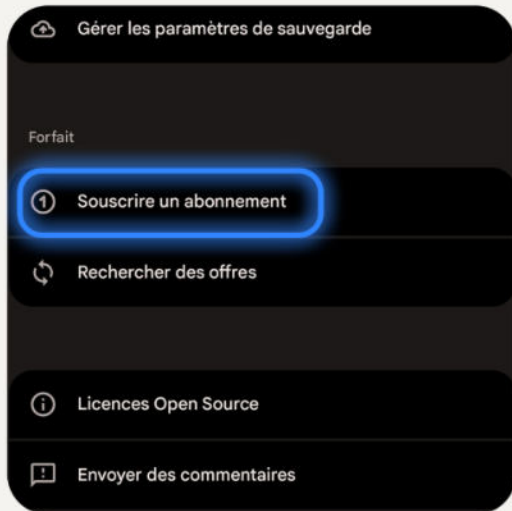 Gérer les paramètres de sauvegarde
Forfait
Souscrire un abonnement
Rechercher des offres
Licences Open Source
Envoyer des commentaires